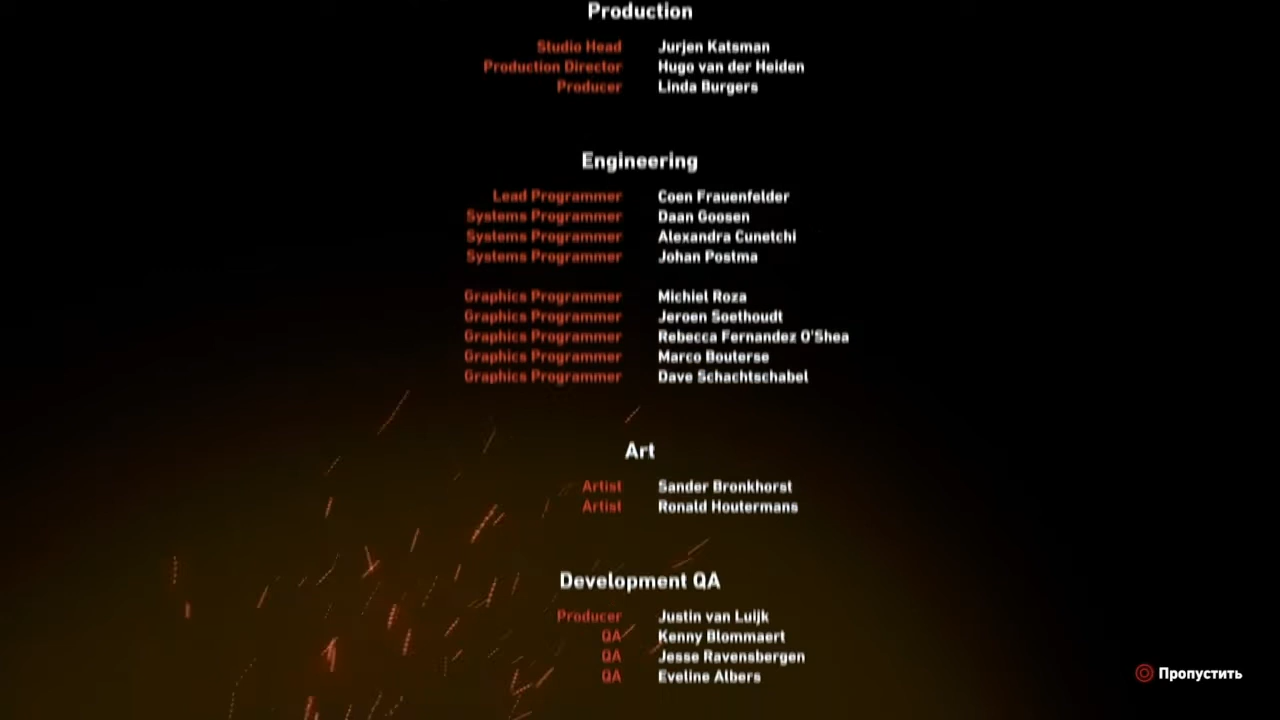 Production
Studio Head Jurjen Katsman
Production Director Hugo van der Heiden
Producer Linda Burgers
Engineering
Lead Programmer Coen Frauenfelder
Systems Programmer Daan Goosen
Systems Programmer Alexandra Cunetchi
Systems Programmer Johan Postma
Graphics Programmer Michiel Roza
Graphics Programmer Jeroen Soethoudt
Graphics Programmer Rebecca Fernandez O'Shea
Graphics Programmer Marco Bouterse
Graphics Programmer Dave Schachtschabel
Art
Artist Sander Bronkhorst
Artist Ronald Houtermans
Development QA
Producer Justin van Luijk
QA Kenny Blommaert
QA Jesse Ravensbergen
QA Eveline Albers
Пропустить